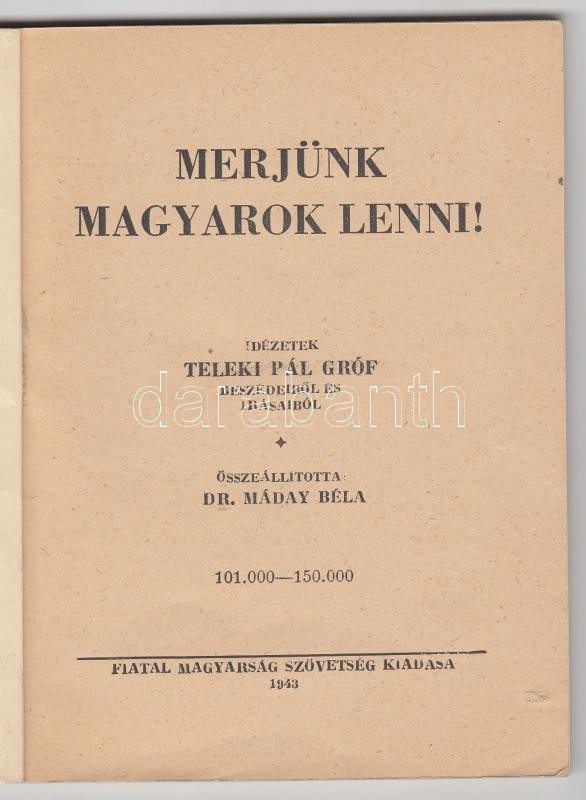 MERJÜNK
MAGYAROK LENNI!
IDÉZETEK
TELEKI PÁL GRÓF
BESZÉDEIBŐL ÉS
IRÁSAIBÓL
darabanth
ÖSSZEÁLLITOTTA:
DR. MÁDAY BÉLA
101.000—150.000
FIATAL MAGYARSÁG SZÖVETSÉG KIADÁSA
1943